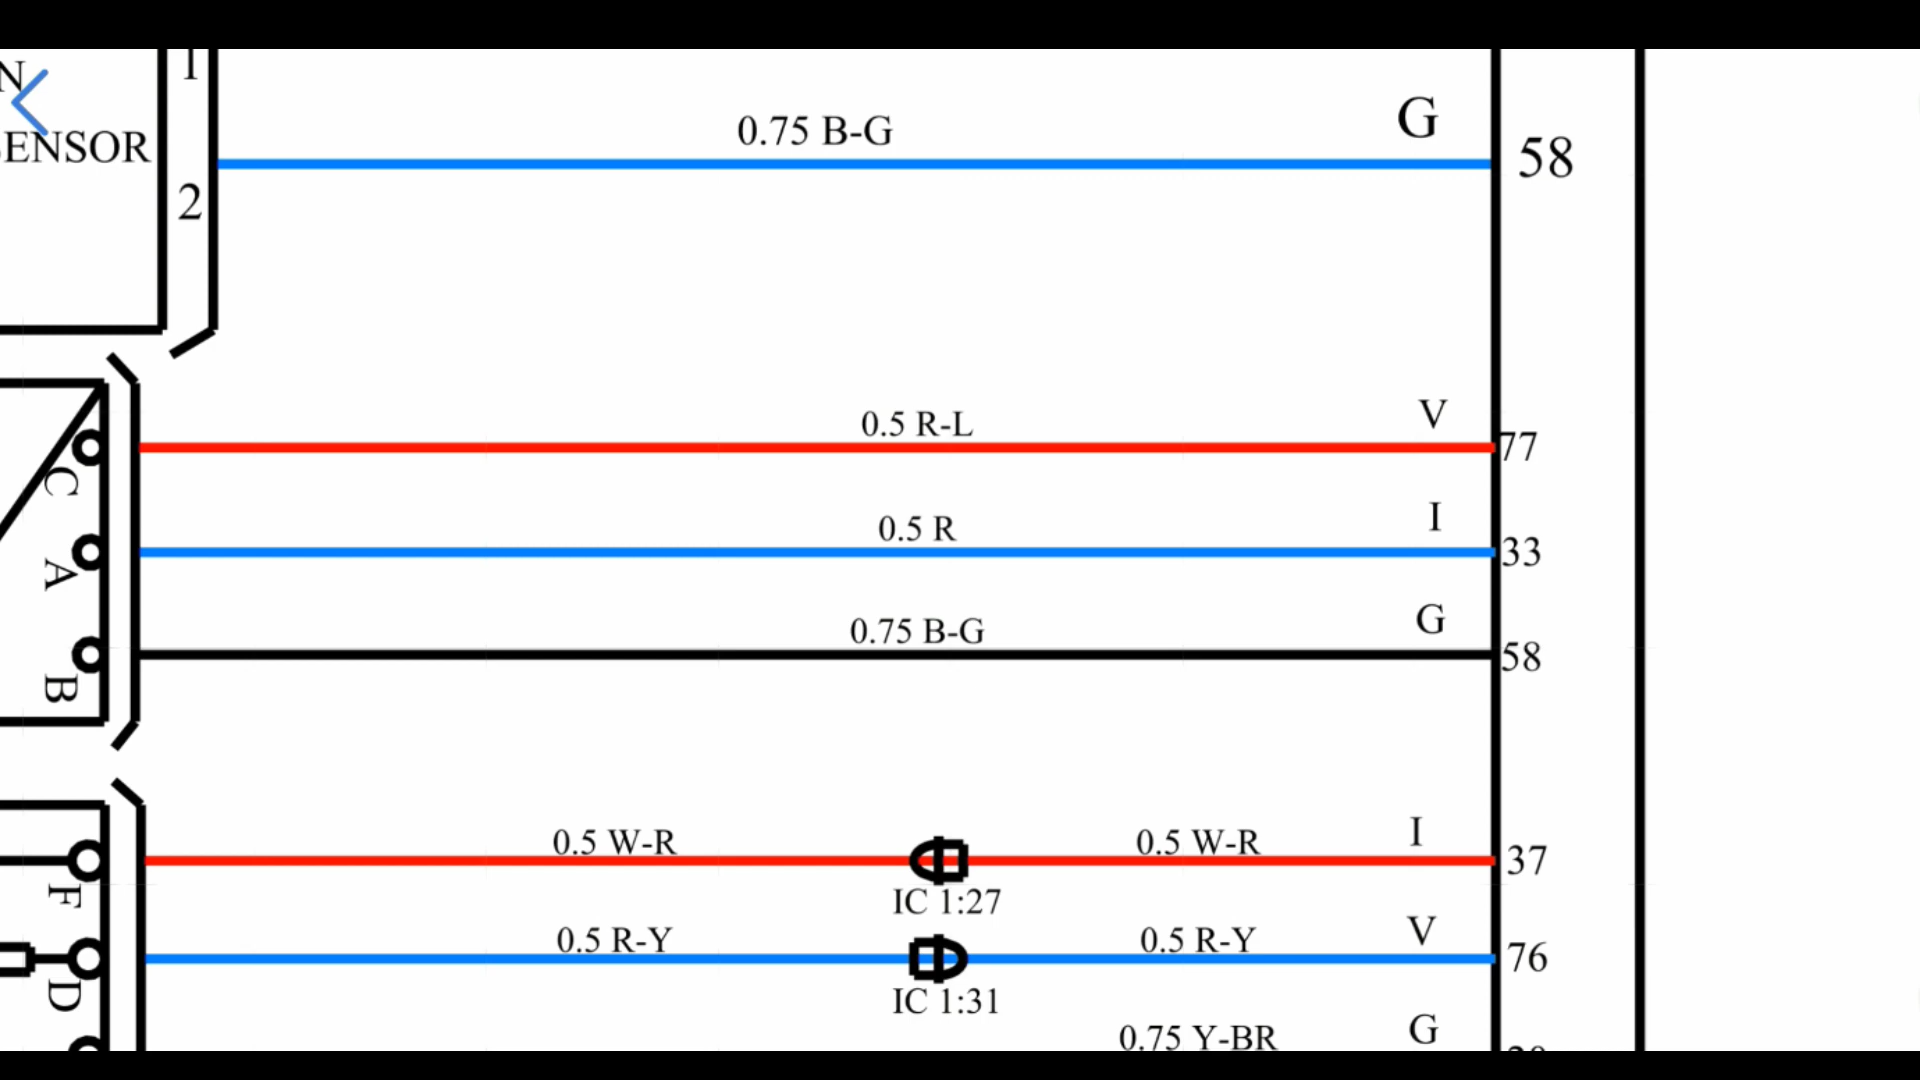 N
1
ENSOR
2
0.75 B-G
G
58
0.5 R-L
V
77
C
0.5 R
I
33
A
0.75 B-G
G
58
B
0.5 W-R
0.5 W-R
I
37
IC 1:27
F
0.5 R-Y
0.5 R-Y
V
76
IC 1:31
D
0.75 Y-BR
G